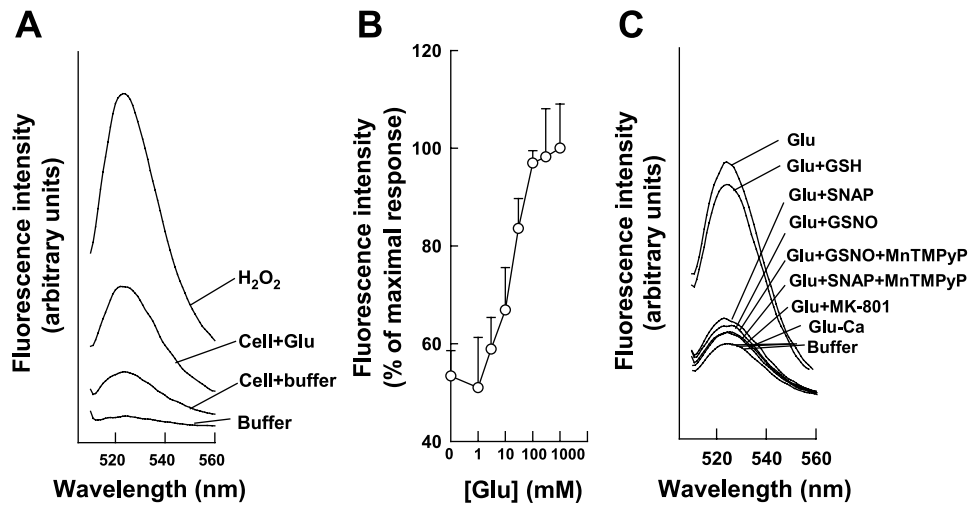 A
Fluorescence intensity
(arbitrary units)
H2O2
Cell+Glu
Cell+buffer
Buffer
520 540 560
Wavelength (nm)
B
Fluorescence intensity
(% of maximal response)
120
100
80
60
40
0 1 10 100 1000
[Glu] (mM)
C
Fluorescence intensity
(arbitrary units)
Glu
Glu+GSH
Glu+SNAP
Glu+GSNO
Glu+GSNO+MnTMPyP
Glu+SNAP+MnTMPyP
Glu+MK-801
Glu-Ca
Buffer
520 540 560
Wavelength (nm)